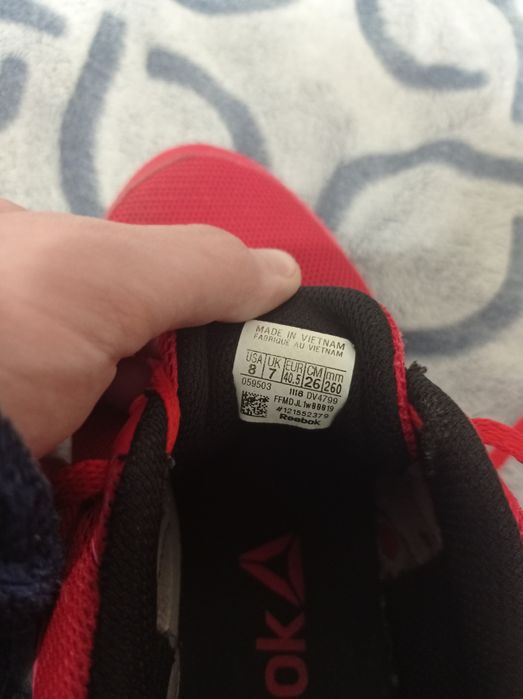 MADE IN VIETNAM
FABRIQUE AU VIETNAM
USA UK EUR CM mm
8 7 40.5 26 260
059503 1118 DV4799
#121552379
Reebok
ok